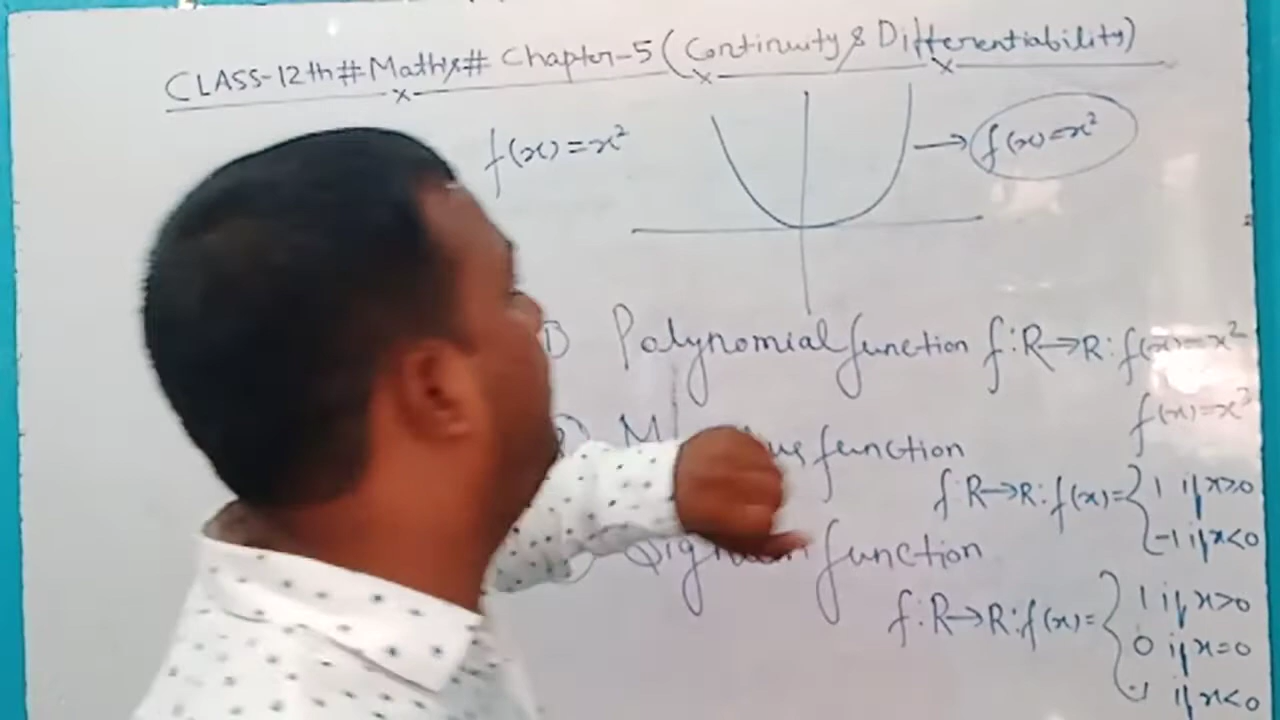 CLASS-12th#Maths# Chapter-5 (Continuity & Differentiability)
f(x)=x²
→ f(x)=x²
Polynomial function f:R→R: f(x)=x²
f(x)=x²
function
f:R→R: f(x)={ 1 if x>0
-1 if x<0
function
f:R→R: f(x)={ 1 if x>0
0 if x=0
-1 if x<0